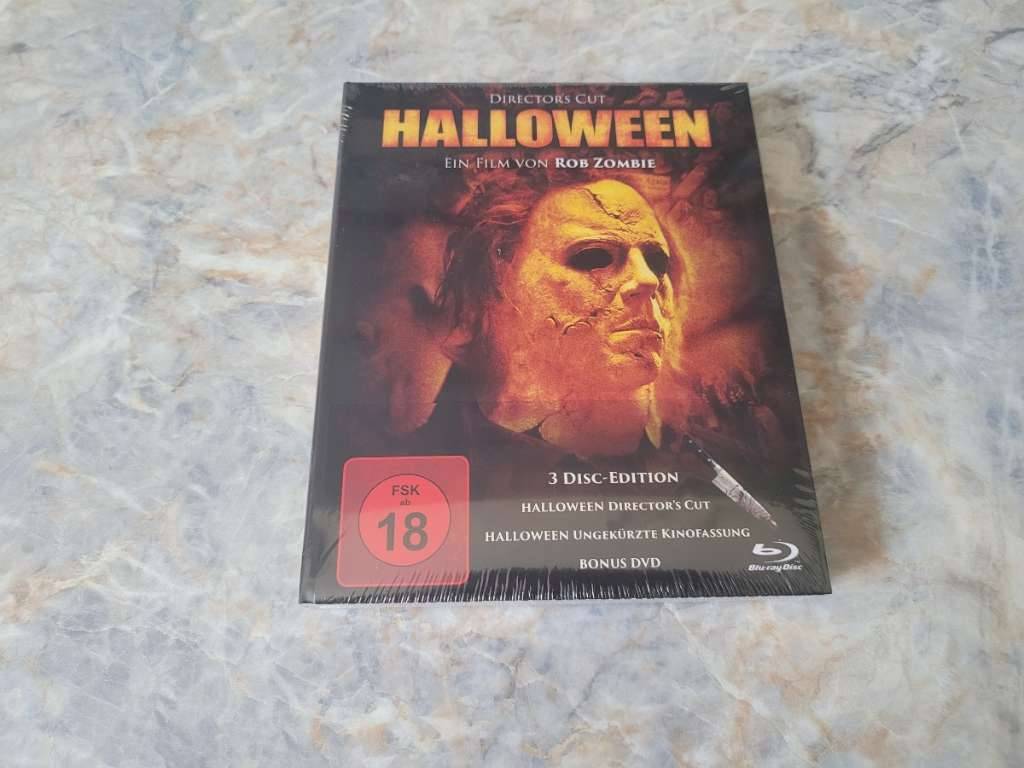 DIRECTOR'S CUT
HALLOWEEN
EIN FILM VON ROB ZOMBIE
3 DISC-EDITION
HALLOWEEN DIRECTOR'S CUT
HALLOWEEN UNGEKÜRZTE KINOFASSUNG
BONUS DVD
FSK
ab
18
Blu-ray Disc